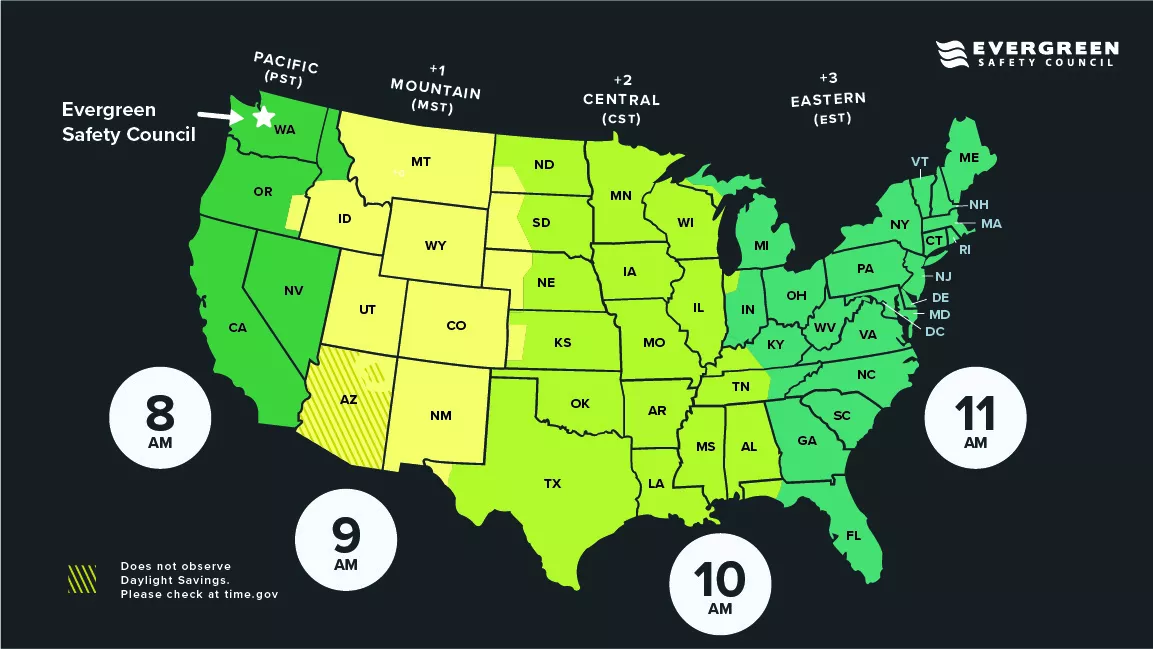 EVERGREEN
SAFETY COUNCIL
PACIFIC
(PST)
+1
MOUNTAIN
(MST)
+2
CENTRAL
(CST)
+3
EASTERN
(EST)
Evergreen
Safety Council
WA
OR
CA
NV
ID
MT
WY
UT
CO
AZ
NM
ND
SD
NE
KS
OK
TX
MN
IA
MO
AR
LA
WI
IL
MS
AL
TN
MI
IN
OH
KY
WV
VA
NC
SC
GA
FL
PA
NY
VT
ME
NH
MA
CT
RI
NJ
DE
MD
DC
8
AM
9
AM
10
AM
11
AM
Does not observe
Daylight Savings.
Please check at time.gov